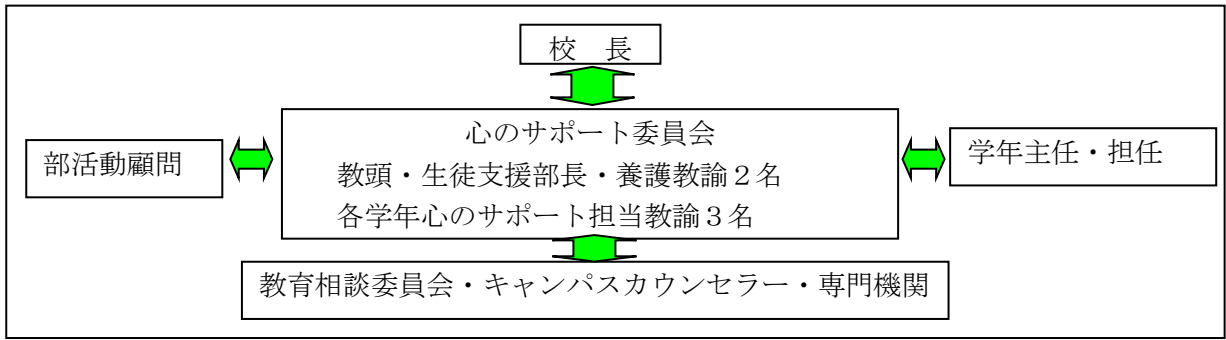 校　長
心のサポート委員会
部活動顧問
教頭・生徒支援部長・養護教諭２名
学年主任・担任
各学年心のサポート担当教諭３名
教育相談委員会・キャンパスカウンセラー・専門機関